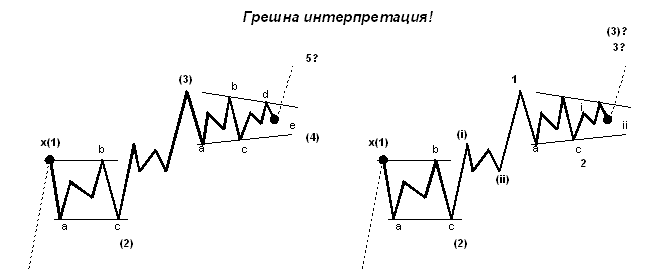 Грешна интерпретация!
(3)?
3?
5?
(3)
b
d
1
i
e
(4)
ii
a
c
a
c
2
x(1)
b
x(1)
b
(i)
(ii)
a
c
a
c
(2)
(2)